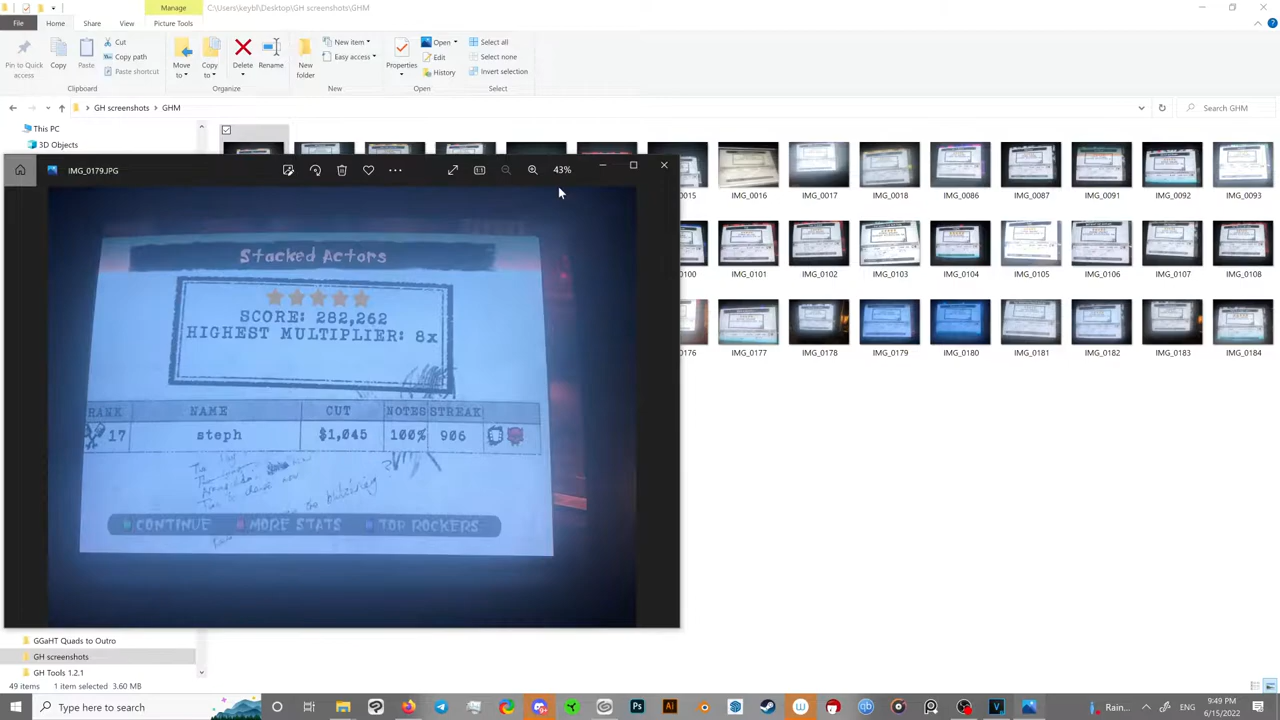 Manage
C:\Users\keybl\Desktop\GH screenshots\GHM
File
Home
Share
View
Picture Tools
Pin to Quick access
Copy
Paste
Cut
Copy path
Paste shortcut
Clipboard
Move to
Copy to
Delete
Rename
Organize
New folder
New item
Easy access
New
Properties
Open
Edit
History
Open
Select all
Select none
Invert selection
Select
GH screenshots
GHM
Search GHM
This PC
3D Objects
IMG_0179.JPG
43%
Stacked Actors
SCORE: 282,262
HIGHEST MULTIPLIER: 8x
RANK NAME CUT NOTES STREAK
17 steph $1,045 100% 906
CONTINUE MORE STATS TOP ROCKERS
0015 IMG_0016 IMG_0017 IMG_0018 IMG_0086 IMG_0087 IMG_0091 IMG_0092 IMG_0093
0100 IMG_0101 IMG_0102 IMG_0103 IMG_0104 IMG_0105 IMG_0106 IMG_0107 IMG_0108
0176 IMG_0177 IMG_0178 IMG_0179 IMG_0180 IMG_0181 IMG_0182 IMG_0183 IMG_0184
GGaHT Quads to Outro
GH screenshots
GH Tools 1.2.1
49 items
1 item selected 3.60 MB
Type here to search
Rain...
ENG
9:49 PM
6/15/2022